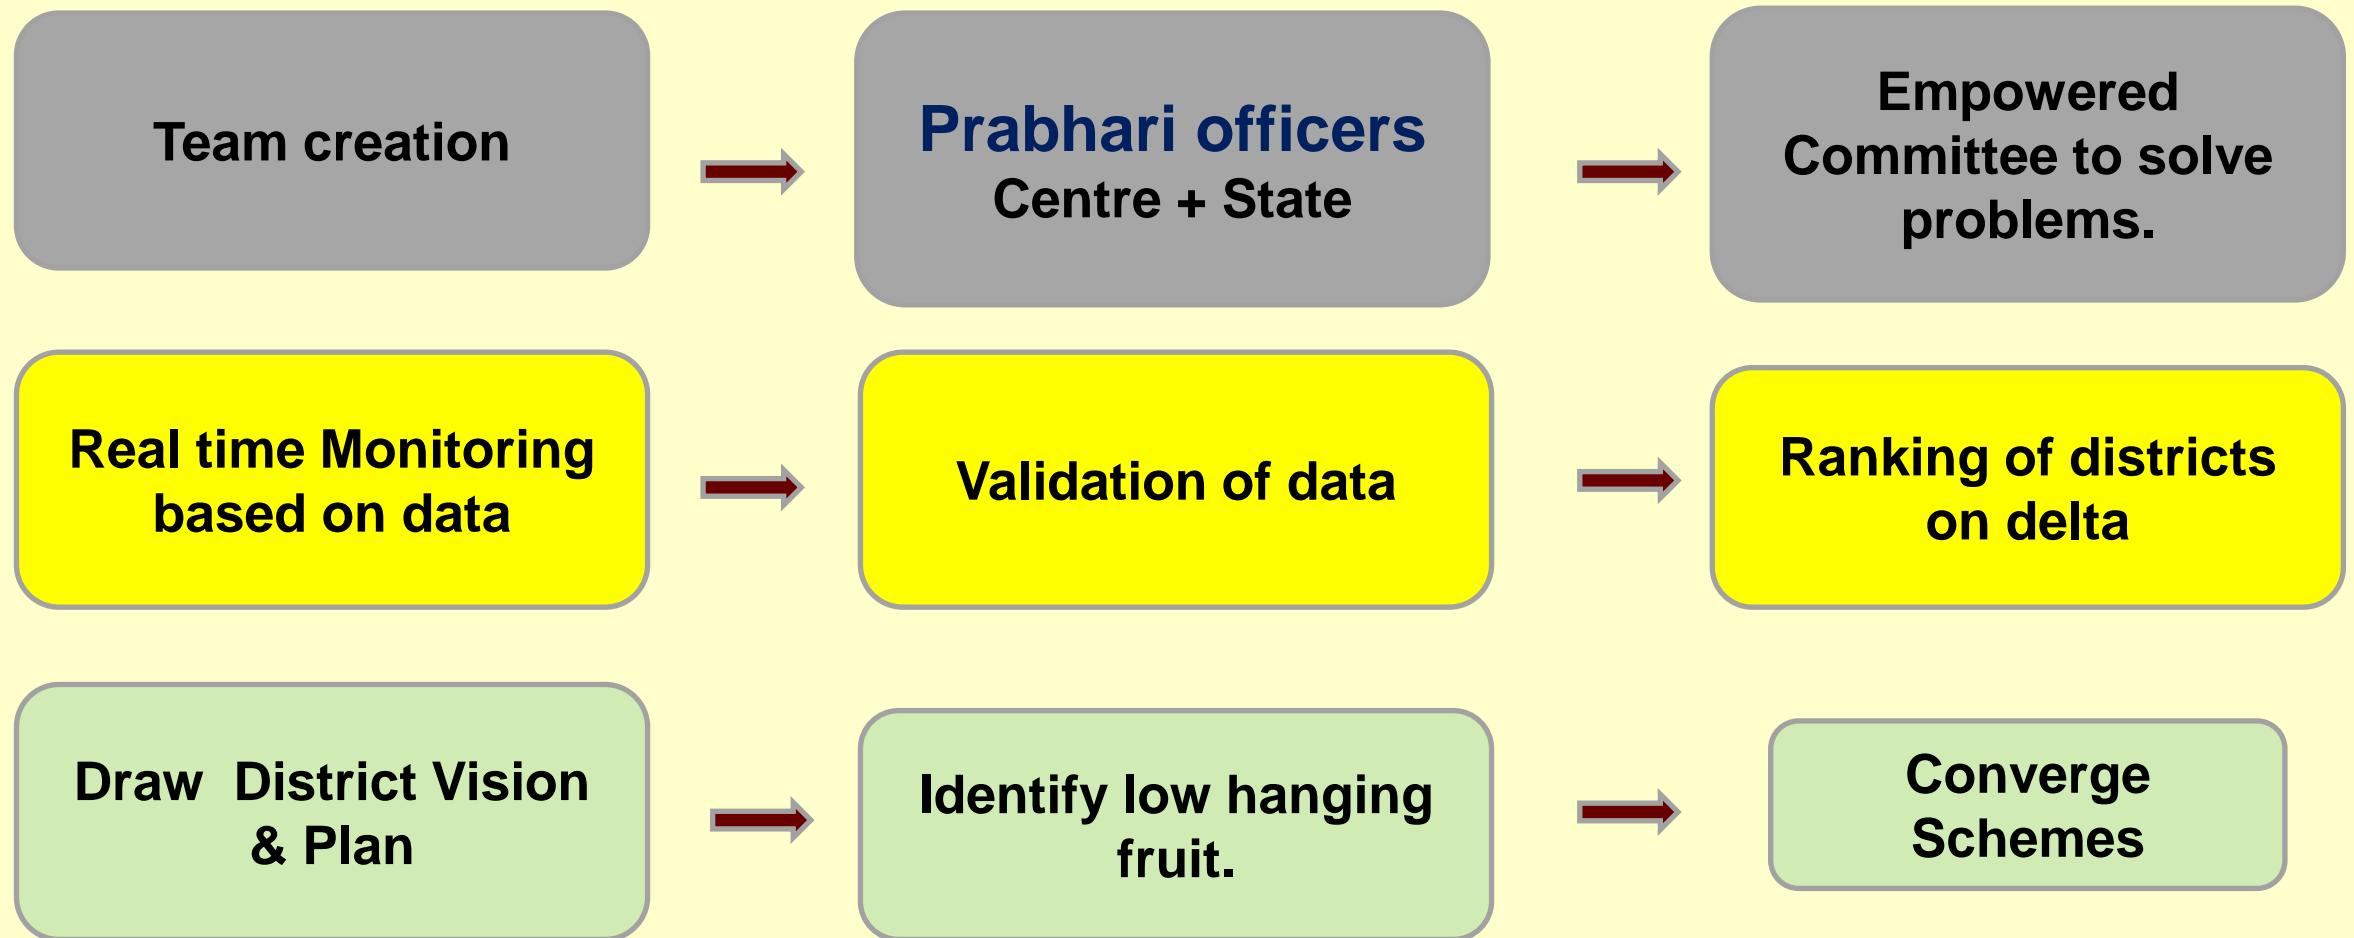 Team creation
Prabhari officers
Centre + State
Empowered
Committee to solve
problems.
Real time Monitoring
based on data
Validation of data
Ranking of districts
on delta
Draw  District Vision
& Plan
Identify low hanging
fruit.
Converge
Schemes